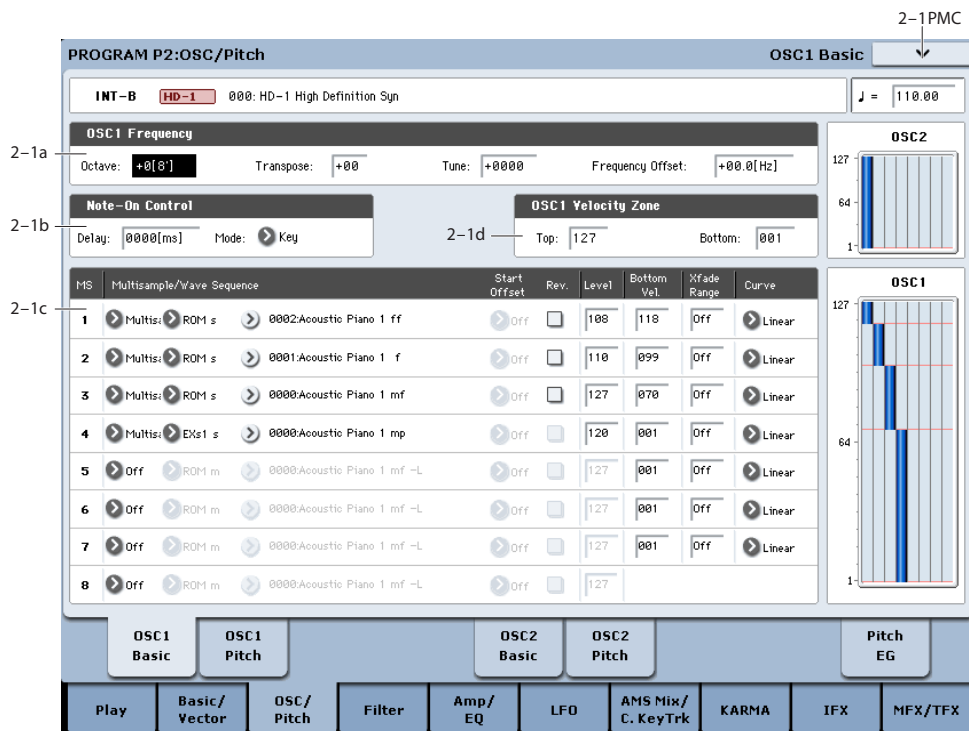 2–1PMC
PROGRAM P2:OSC/Pitch OSC1 Basic
INT-B HD-1 000: HD-1 High Definition Syn ♩ = 110.00
OSC1 Frequency
2–1a
Octave: +0[8'] Transpose: +00 Tune: +0000 Frequency Offset: +00.0[Hz]
OSC2
127
64
1
Note-On Control
2–1b
Delay: 0000[ms] Mode: Key
OSC1 Velocity Zone
2–1d
Top: 127 Bottom: 001
2–1c
MS Multisample/Wave Sequence Start Offset Rev. Level Bottom Vel. Xfade Range Curve
1 Multisa ROM s 0002:Acoustic Piano 1 ff Off 108 118 Off Linear
2 Multisa ROM s 0001:Acoustic Piano 1 f Off 110 099 Off Linear
3 Multisa ROM s 0000:Acoustic Piano 1 mf Off 127 070 Off Linear
4 Multisa EXs1 s 0000:Acoustic Piano 1 mp Off 120 001 Off Linear
5 Off ROM m 0000:Acoustic Piano 1 mf -L Off 127 001 Off Linear
6 Off ROM m 0000:Acoustic Piano 1 mf -L Off 127 001 Off Linear
7 Off ROM m 0000:Acoustic Piano 1 mf -L Off 127 001 Off Linear
8 Off ROM m 0000:Acoustic Piano 1 mf -L Off 127
OSC1
127
64
1
OSC1 Basic
OSC1 Pitch
OSC2 Basic
OSC2 Pitch
Pitch EG
Play
Basic/ Vector
OSC/ Pitch
Filter
Amp/ EQ
LFO
AMS Mix/ C. KeyTrk
KARMA
IFX
MFX/TFX